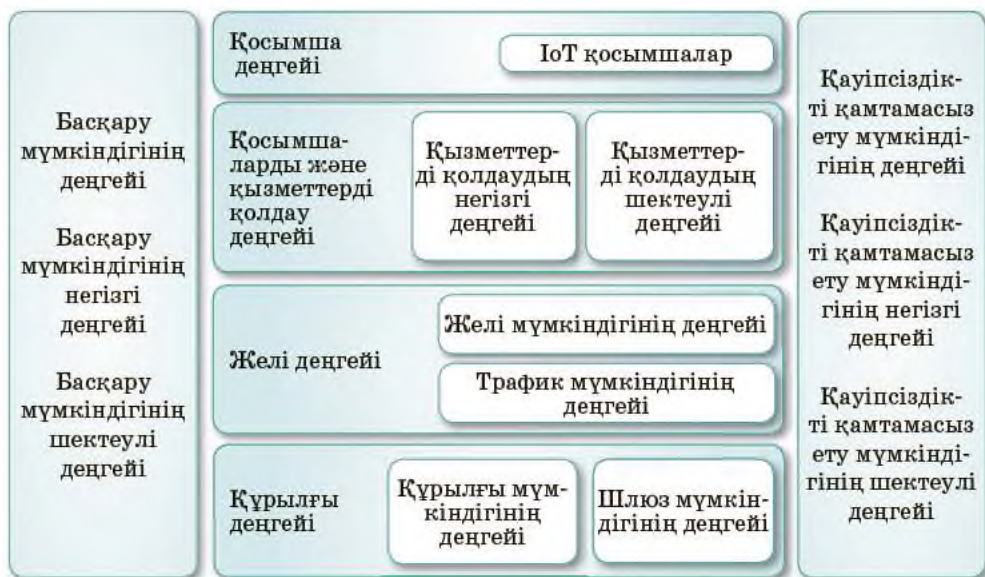 Басқару
мүмкіндігінің
деңгейі
Басқару
мүмкіндігінің
негізгі
деңгейі
Басқару
мүмкіндігінің
шектеулі
деңгейі
Қосымша
деңгейі
IoT қосымшалар
Қосымша-
ларды және
қызметтерді
қолдау
деңгейі
Қызметтер-
ді қолдаудың
негізгі
деңгейі
Қызметтер-
ді қолдаудың
шектеулі
деңгейі
Желі деңгейі
Желі мүмкіндігінің деңгейі
Трафик мүмкіндігінің
деңгейі
Құрылғы
деңгейі
Құрылғы мүм-
кіндігінің
деңгейі
Шлюз мүмкін-
дігінің деңгейі
Қауіпсіздік-
ті қамтамасыз
ету мүмкінді-
гінің деңгейі
Қауіпсіздік-
ті қамтамасыз
ету мүмкінді-
гінің негізгі
деңгейі
Қауіпсіздік-
ті қамтамасыз
ету мүмкінді-
гінің шектеулі
деңгейі